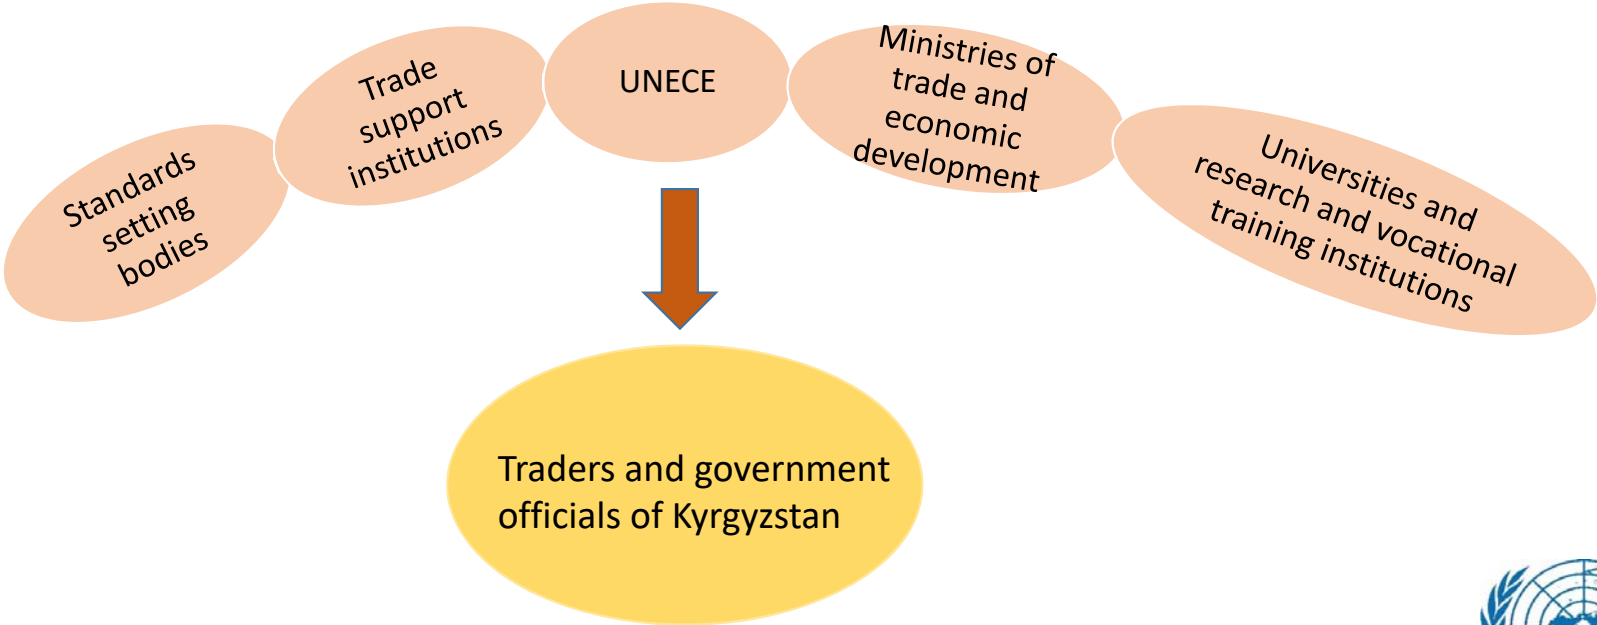 Standards
setting
bodies
Trade
support
institutions
UNECE
Ministries of
trade and
economic
development
Universities and
research and vocational
training institutions
Traders and government
officials of Kyrgyzstan